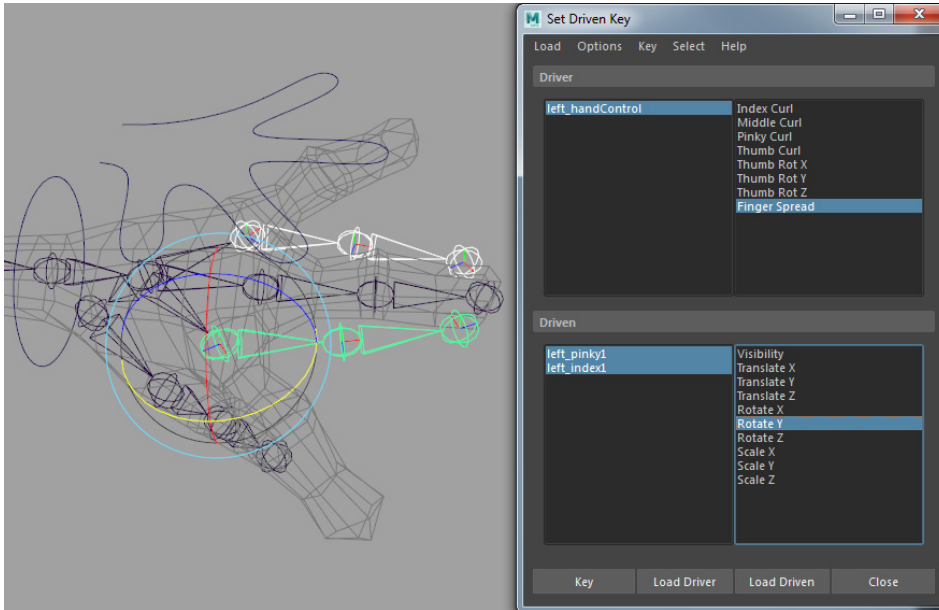 M Set Driven Key
Load Options Key Select Help
Driver
left_handControl
Index Curl
Middle Curl
Pinky Curl
Thumb Curl
Thumb Rot X
Thumb Rot Y
Thumb Rot Z
Finger Spread
Driven
left_pinky1
left_index1
Visibility
Translate X
Translate Y
Translate Z
Rotate X
Rotate Y
Rotate Z
Scale X
Scale Y
Scale Z
Key Load Driver Load Driven Close